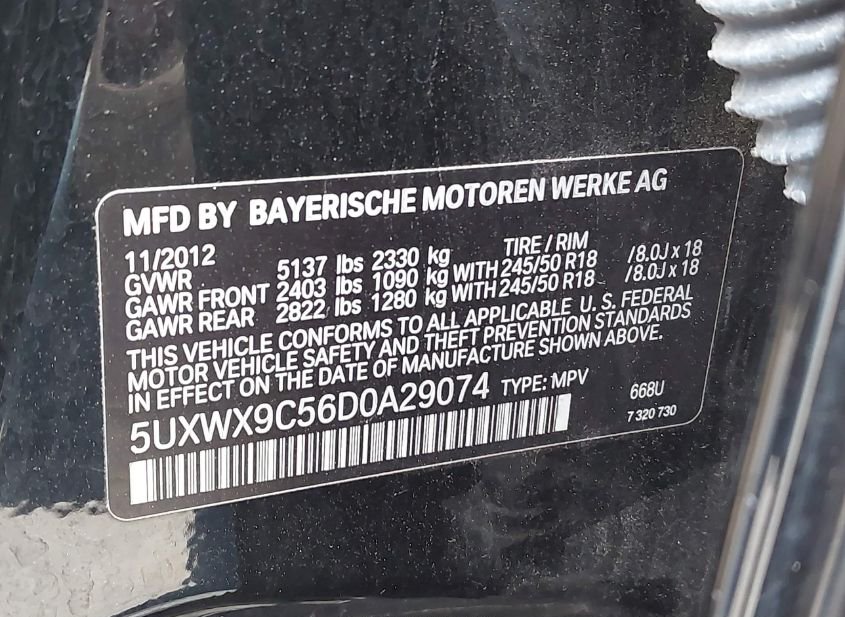 MFD BY BAYERISCHE MOTOREN WERKE AG
11/2012 TIRE / RIM
GVWR 5137 lbs 2330 kg
GAWR FRONT 2403 lbs 1090 kg WITH 245/50 R18 /8.0J x 18
GAWR REAR 2822 lbs 1280 kg WITH 245/50 R18 /8.0J x 18
THIS VEHICLE CONFORMS TO ALL APPLICABLE U. S. FEDERAL
MOTOR VEHICLE SAFETY AND THEFT PREVENTION STANDARDS
IN EFFECT ON THE DATE OF MANUFACTURE SHOWN ABOVE.
5UXWX9C56D0A29074 TYPE: MPV 668U
7 320 730